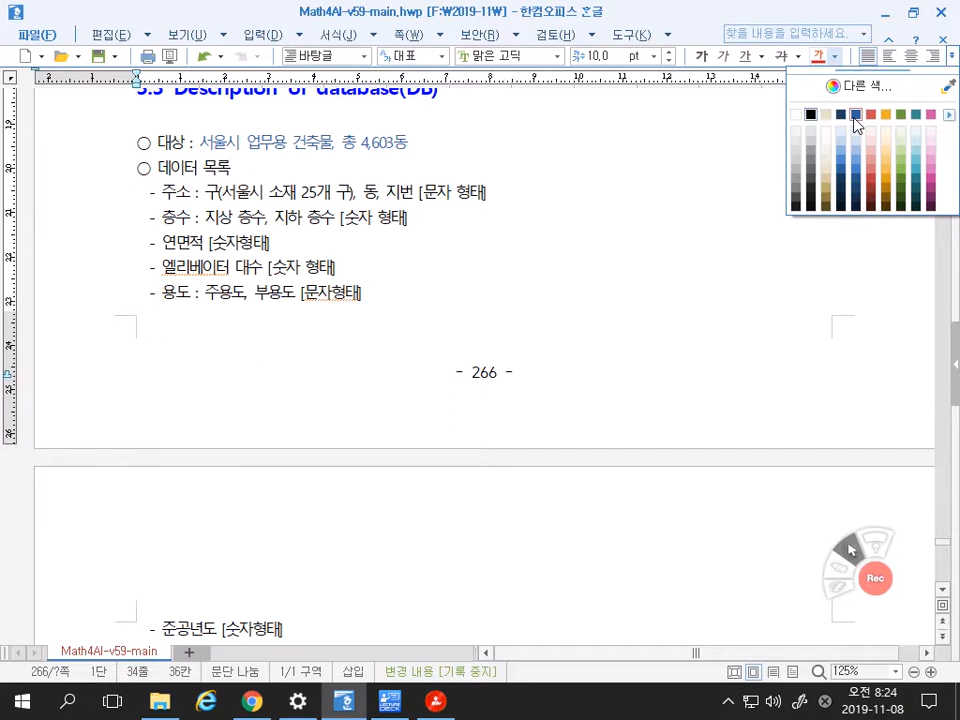 Math4AI-v59-main.hwp [F:\2019-11\] - 한컴오피스 한글
파일(F) 편집(E) 보기(U) 입력(D) 서식(J) 쪽(W) 보안(R) 검토(H) 도구(K) 찾을 내용을 입력하세요.
바탕글 대표 맑은 고딕 10.0 pt 가 가 가 가 가
다른 색...
5.5 Description of database(DB)
○ 대상 : 서울시 업무용 건축물, 총 4,603동
○ 데이터 목록
- 주소 : 구(서울시 소재 25개 구), 동, 지번 [문자 형태]
- 층수 : 지상 층수, 지하 층수 [숫자 형태]
- 연면적 [숫자형태]
- 엘리베이터 대수 [숫자 형태]
- 용도 : 주용도, 부용도 [문자형태]
- 266 -
Rec
- 준공년도 [숫자형태]
Math4AI-v59-main
266/?쪽 1단 34줄 36칸 문단 나눔 1/1 구역 삽입 변경 내용 [기록 중지] 125%
LECTURE DECK
오전 8:24
2019-11-08